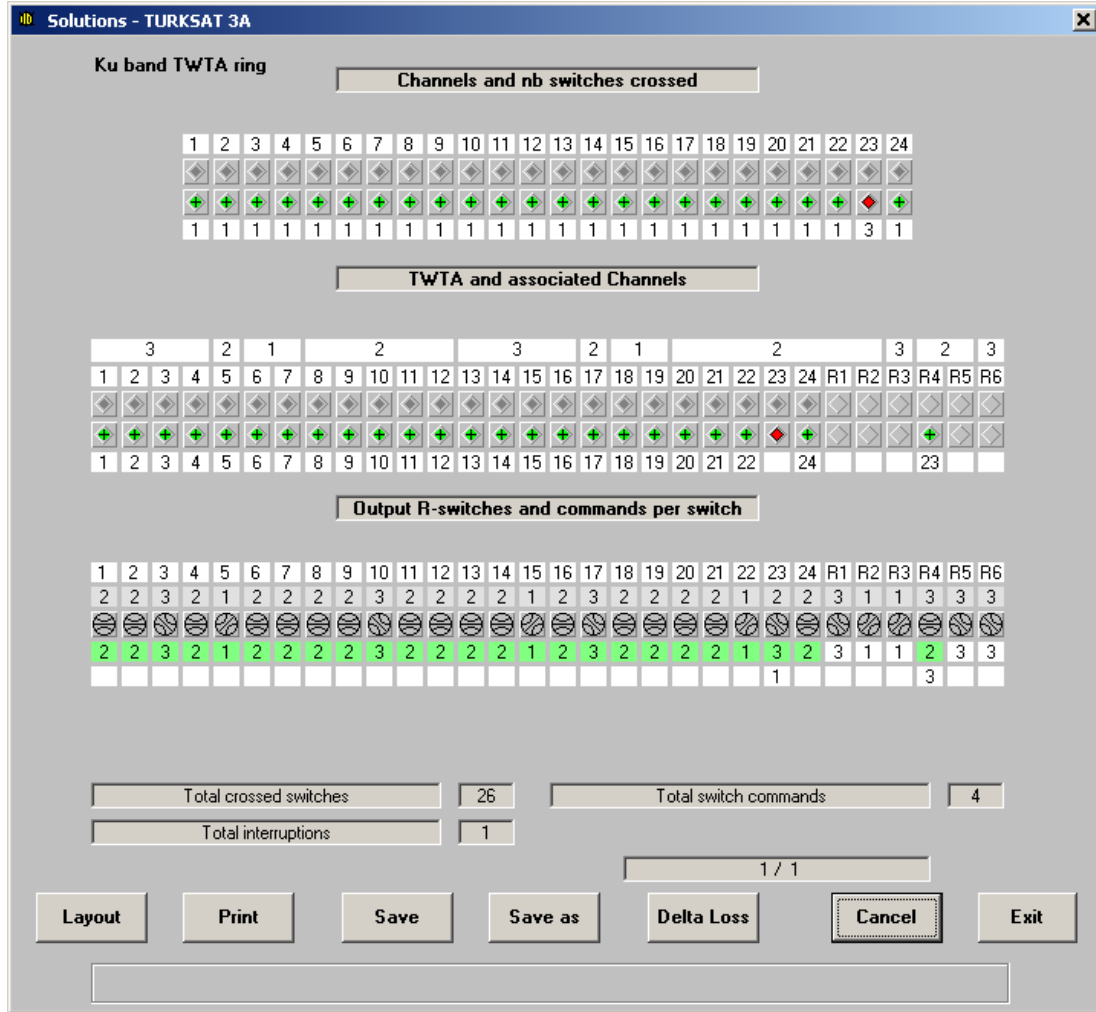 Solutions - TURKSAT 3A
Ku band TWTA ring
Channels and nb switches crossed
1 2 3 4 5 6 7 8 9 10 11 12 13 14 15 16 17 18 19 20 21 22 23 24
1 1 1 1 1 1 1 1 1 1 1 1 1 1 1 1 1 1 1 1 1 1 3 1
TWTA and associated Channels
3 2 1 2 3 2 1 2 3 2 3
1 2 3 4 5 6 7 8 9 10 11 12 13 14 15 16 17 18 19 20 21 22 23 24 R1 R2 R3 R4 R5 R6
1 2 3 4 5 6 7 8 9 10 11 12 13 14 15 16 17 18 19 20 21 22 24 23
Output R-switches and commands per switch
1 2 3 4 5 6 7 8 9 10 11 12 13 14 15 16 17 18 19 20 21 22 23 24 R1 R2 R3 R4 R5 R6
2 2 3 2 1 2 2 2 2 3 2 2 2 2 1 2 3 2 2 2 2 1 2 2 3 1 1 3 3 3
2 2 3 2 1 2 2 2 2 3 2 2 2 2 1 2 3 2 2 2 2 1 3 2 3 1 1 2 3 3
1 3
Total crossed switches 26 Total switch commands 4
Total interruptions 1
1 / 1
Layout Print Save Save as Delta Loss Cancel Exit